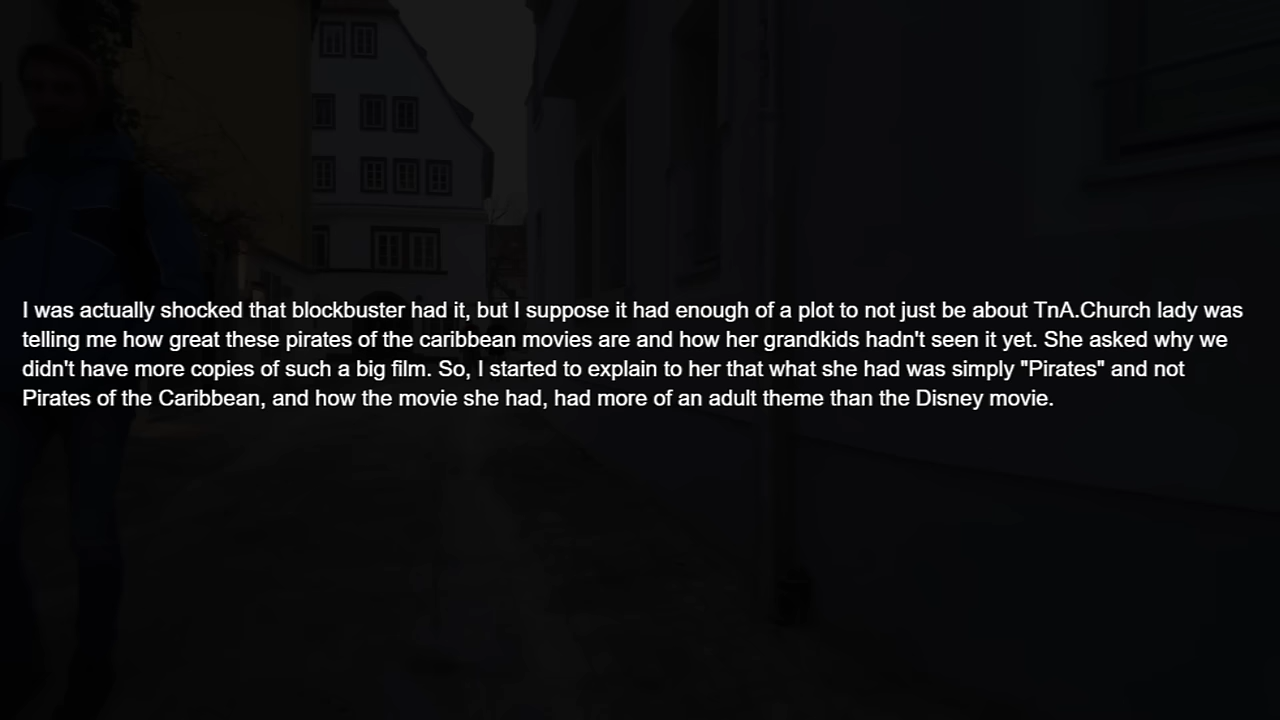 I was actually shocked that blockbuster had it, but I suppose it had enough of a plot to not just be about TnA.Church lady was
telling me how great these pirates of the caribbean movies are and how her grandkids hadn't seen it yet. She asked why we
didn't have more copies of such a big film. So, I started to explain to her that what she had was simply "Pirates" and not
Pirates of the Caribbean, and how the movie she had, had more of an adult theme than the Disney movie.